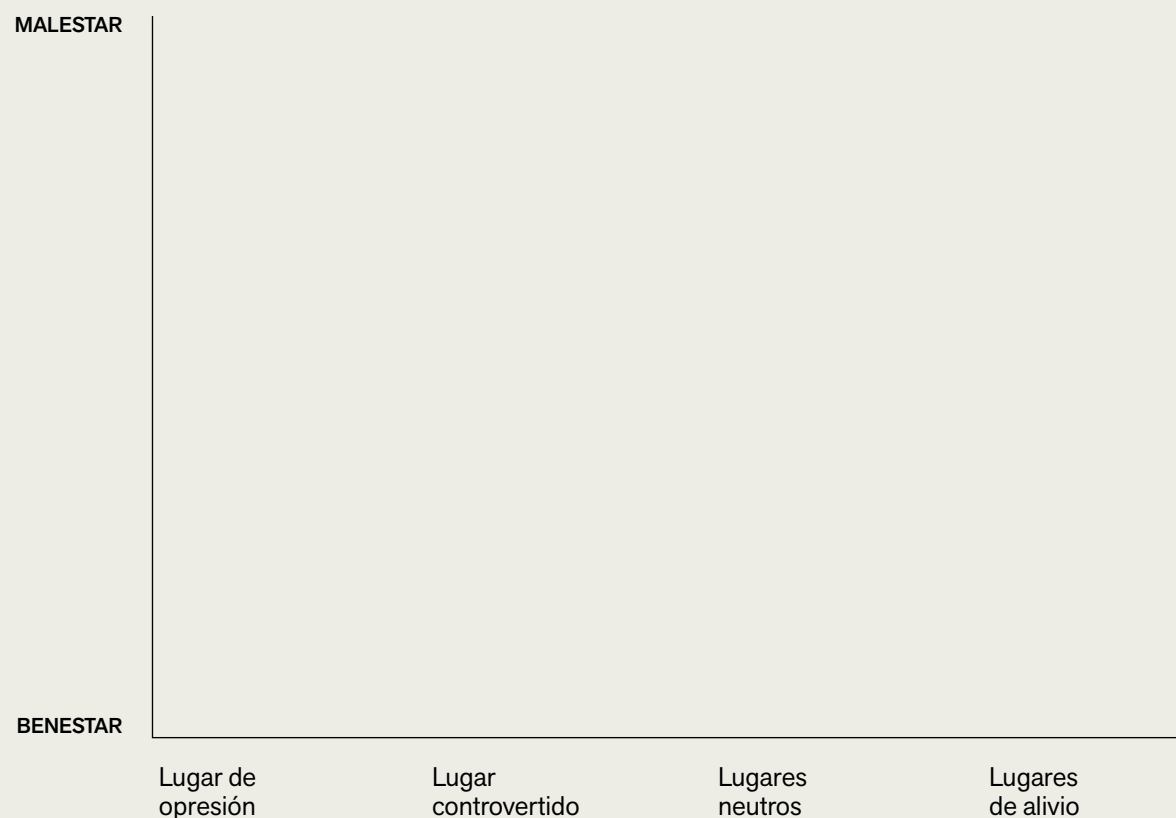 MALESTAR
BENESTAR
Lugar de
opresión
Lugar
controvertido
Lugares
neutros
Lugares
de alivio